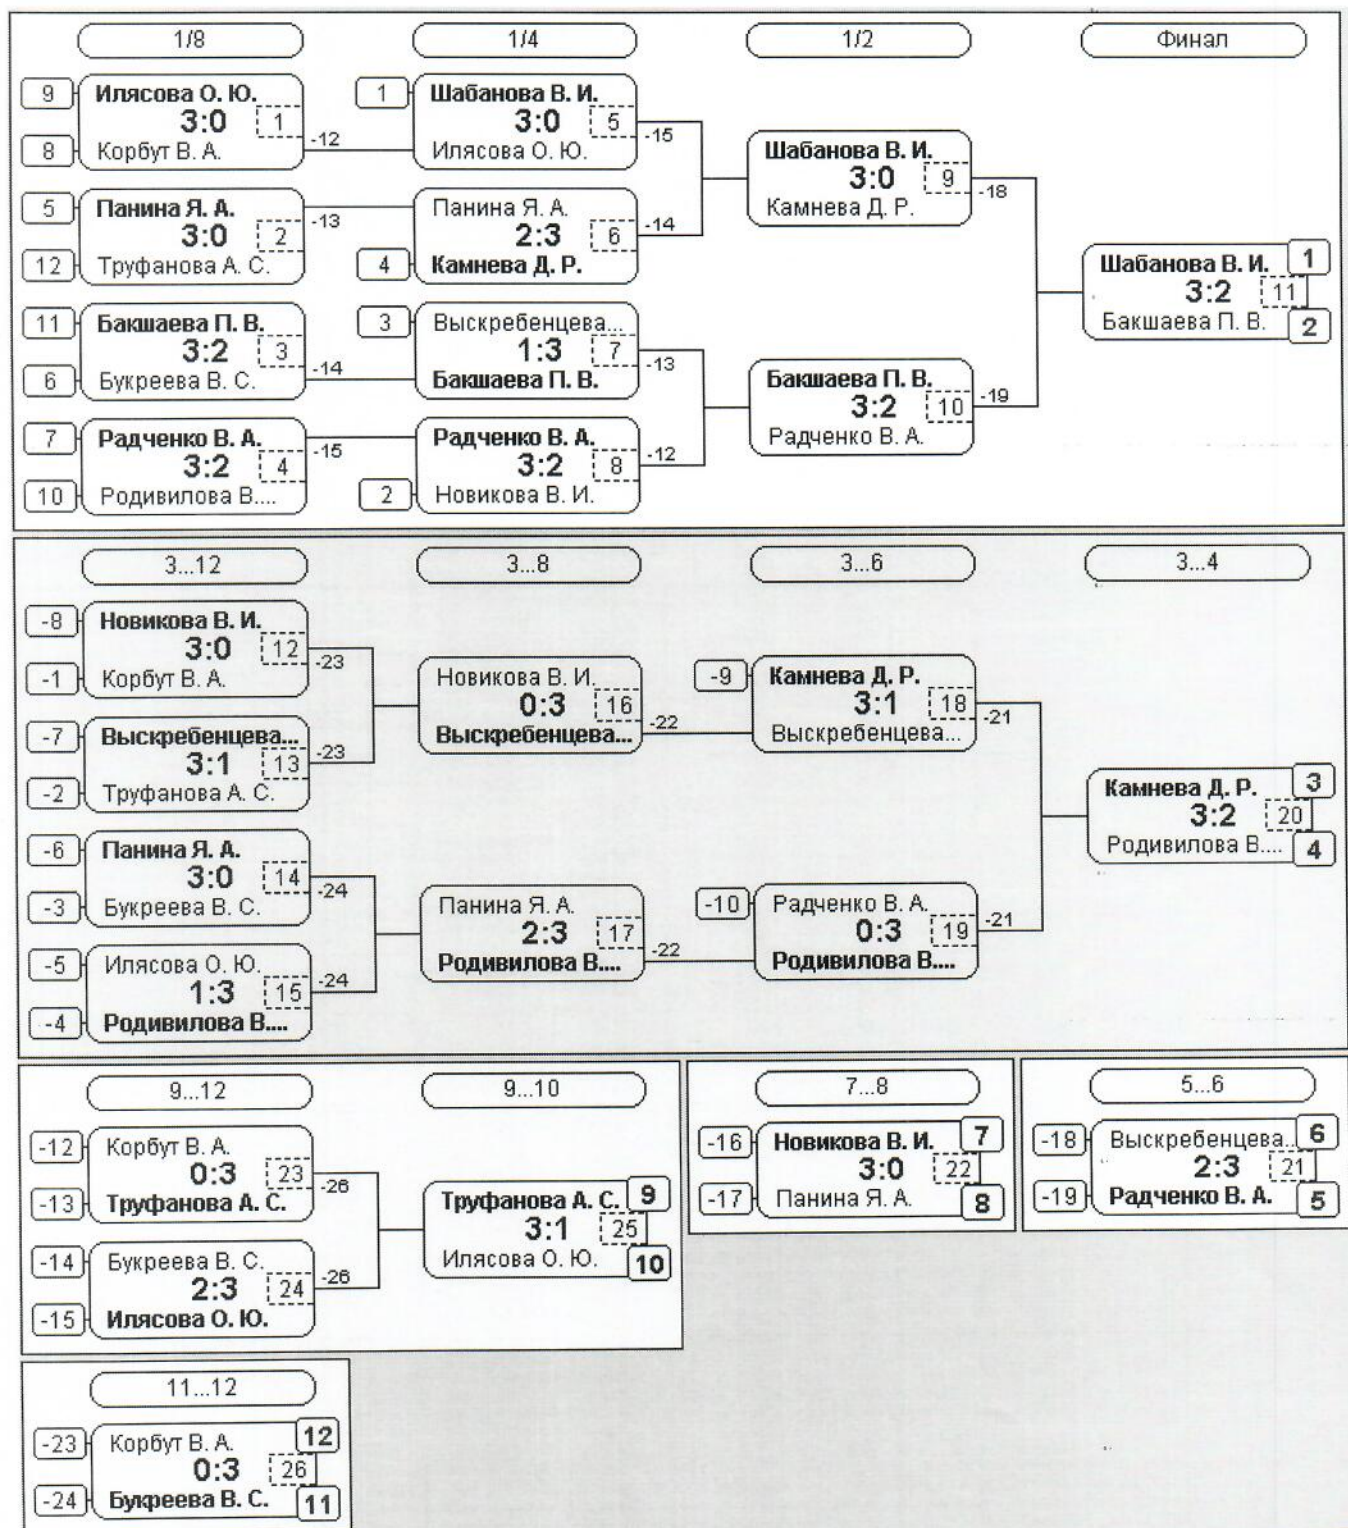 1/8
1/4
1/2
Финал
9 Илясова О. Ю.
3:0 1
8 Корбут В. А.
-12
5 Панина Я. А.
3:0 2
12 Труфанова А. С.
-13
11 Бакшаева П. В.
3:2 3
6 Букреева В. С.
-14
7 Радченко В. А.
3:2 4
10 Родивилова В....
-15
1 Шабанова В. И.
3:0 5
Илясова О. Ю.
-15
Панина Я. А.
2:3 6
4 Камнева Д. Р.
-14
3 Выскребенцева...
1:3 7
Бакшаева П. В.
-13
Радченко В. А.
3:2 8
2 Новикова В. И.
-12
Шабанова В. И.
3:0 9
Камнева Д. Р.
-18
Бакшаева П. В.
3:2 10
Радченко В. А.
-19
Шабанова В. И. 1
3:2 11
Бакшаева П. В. 2
3...12
3...8
3...6
3...4
-8 Новикова В. И.
3:0 12
-1 Корбут В. А.
-23
-7 Выскребенцева...
3:1 13
-2 Труфанова А. С.
-23
-6 Панина Я. А.
3:0 14
-3 Букреева В. С.
-24
-5 Илясова О. Ю.
1:3 15
-4 Родивилова В....
-24
Новикова В. И.
0:3 16
Выскребенцева...
-22
Панина Я. А.
2:3 17
Родивилова В....
-22
-9 Камнева Д. Р.
3:1 18
Выскребенцева...
-21
-10 Радченко В. А.
0:3 19
Родивилова В....
-21
Камнева Д. Р. 3
3:2 20
Родивилова В.... 4
9...12
9...10
-12 Корбут В. А.
0:3 23
-13 Труфанова А. С.
-26
-14 Букреева В. С.
2:3 24
-15 Илясова О. Ю.
-26
Труфанова А. С. 9
3:1 25
Илясова О. Ю. 10
7...8
-16 Новикова В. И. 7
3:0 22
-17 Панина Я. А. 8
5...6
-18 Выскребенцева... 6
2:3 21
-19 Радченко В. А. 5
11...12
-23 Корбут В. А. 12
0:3 26
-24 Букреева В. С. 11